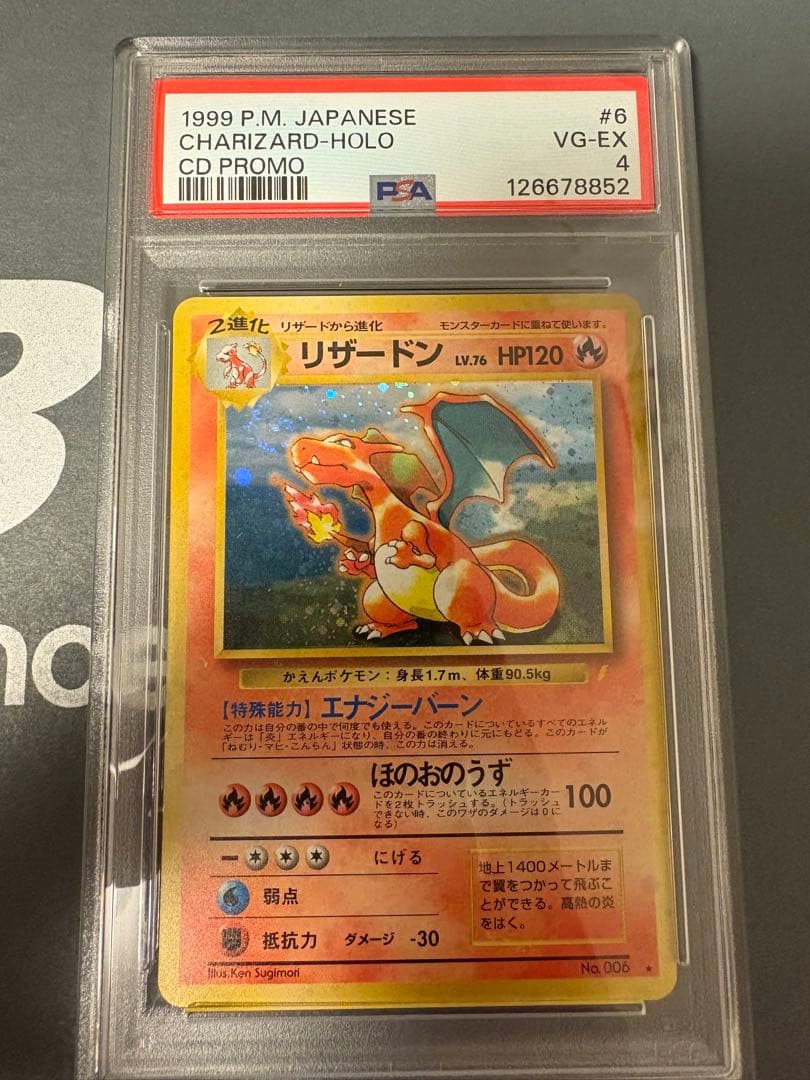 1999 P.M. JAPANESE #6
CHARIZARD-HOLO VG-EX
CD PROMO 4
PSA 126678852
2進化 リザードから進化 モンスターカードに重ねて使います。
リザードン LV.76 HP120
かえんポケモン：身長1.7m、体重90.5kg
【特殊能力】エナジーバーン
この力は自分の番の中で何度でも使える。このカードについているすべてのエネル
ギーは「炎」エネルギーになり、自分の番の終わりに元にもどる。このカードが
「ねむり・マヒ・こんらん」状態の時、この力は消える。
ほのおのうず
このカードについているエネルギーカー
ドを2枚トラッシュする。(トラッシュ
できない時、このワザのダメージは0に
なる)
100
にげる
弱点
抵抗力 ダメージ -30
地上1400メートルま
で翼をつかって飛ぶこ
とができる。高熱の炎
をはく。
Illus. Ken Sugimori No. 006 ★